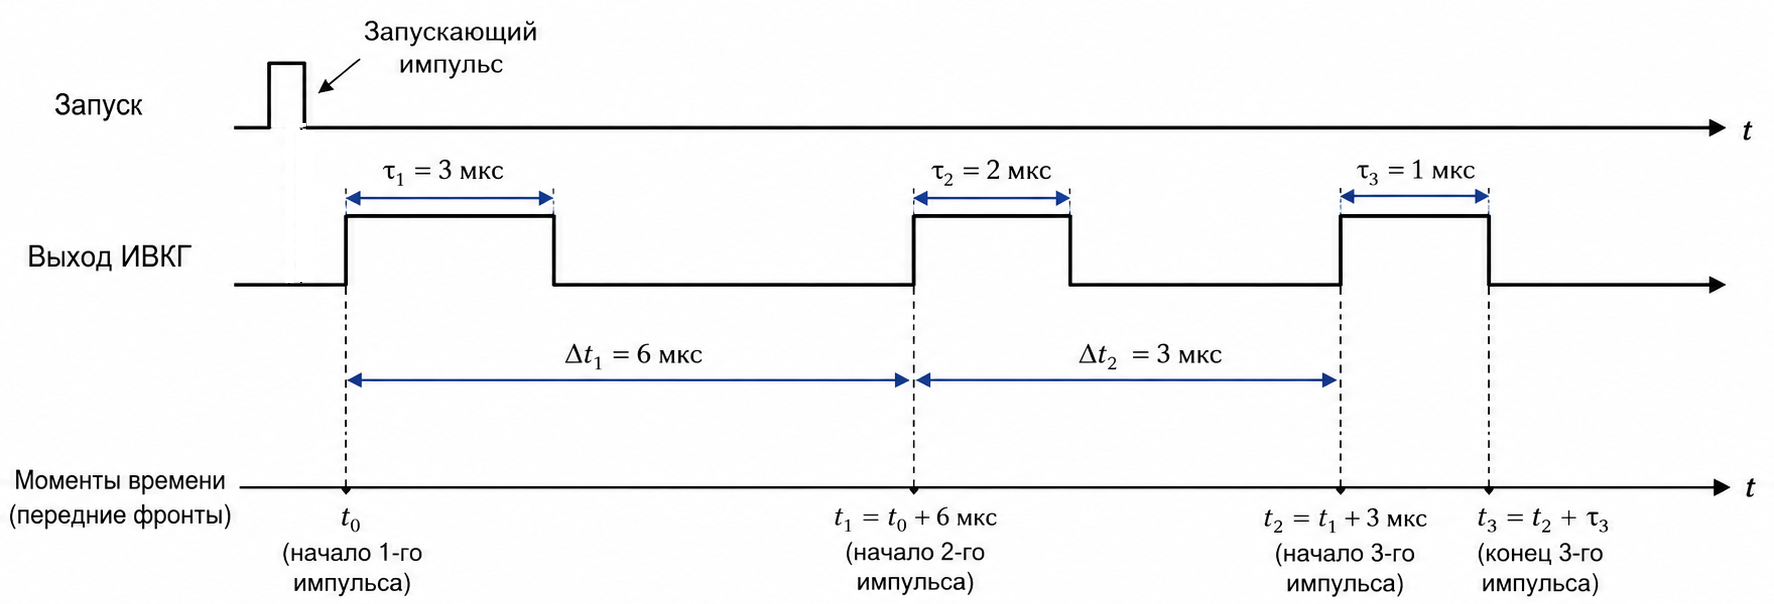 Запускающий
импульс
Запуск
t
τ₁ = 3 мкс
τ₂ = 2 мкс
τ₃ = 1 мкс
Выход ИВКГ
Δt₁ = 6 мкс
Δt₂ = 3 мкс
Моменты времени
(передние фронты)
t
t₀
(начало 1-го
импульса)
t₁ = t₀ + 6 мкс
(начало 2-го
импульса)
t₂ = t₁ + 3 мкс
(начало 3-го
импульса)
t₃ = t₂ + τ₃
(конец 3-го
импульса)